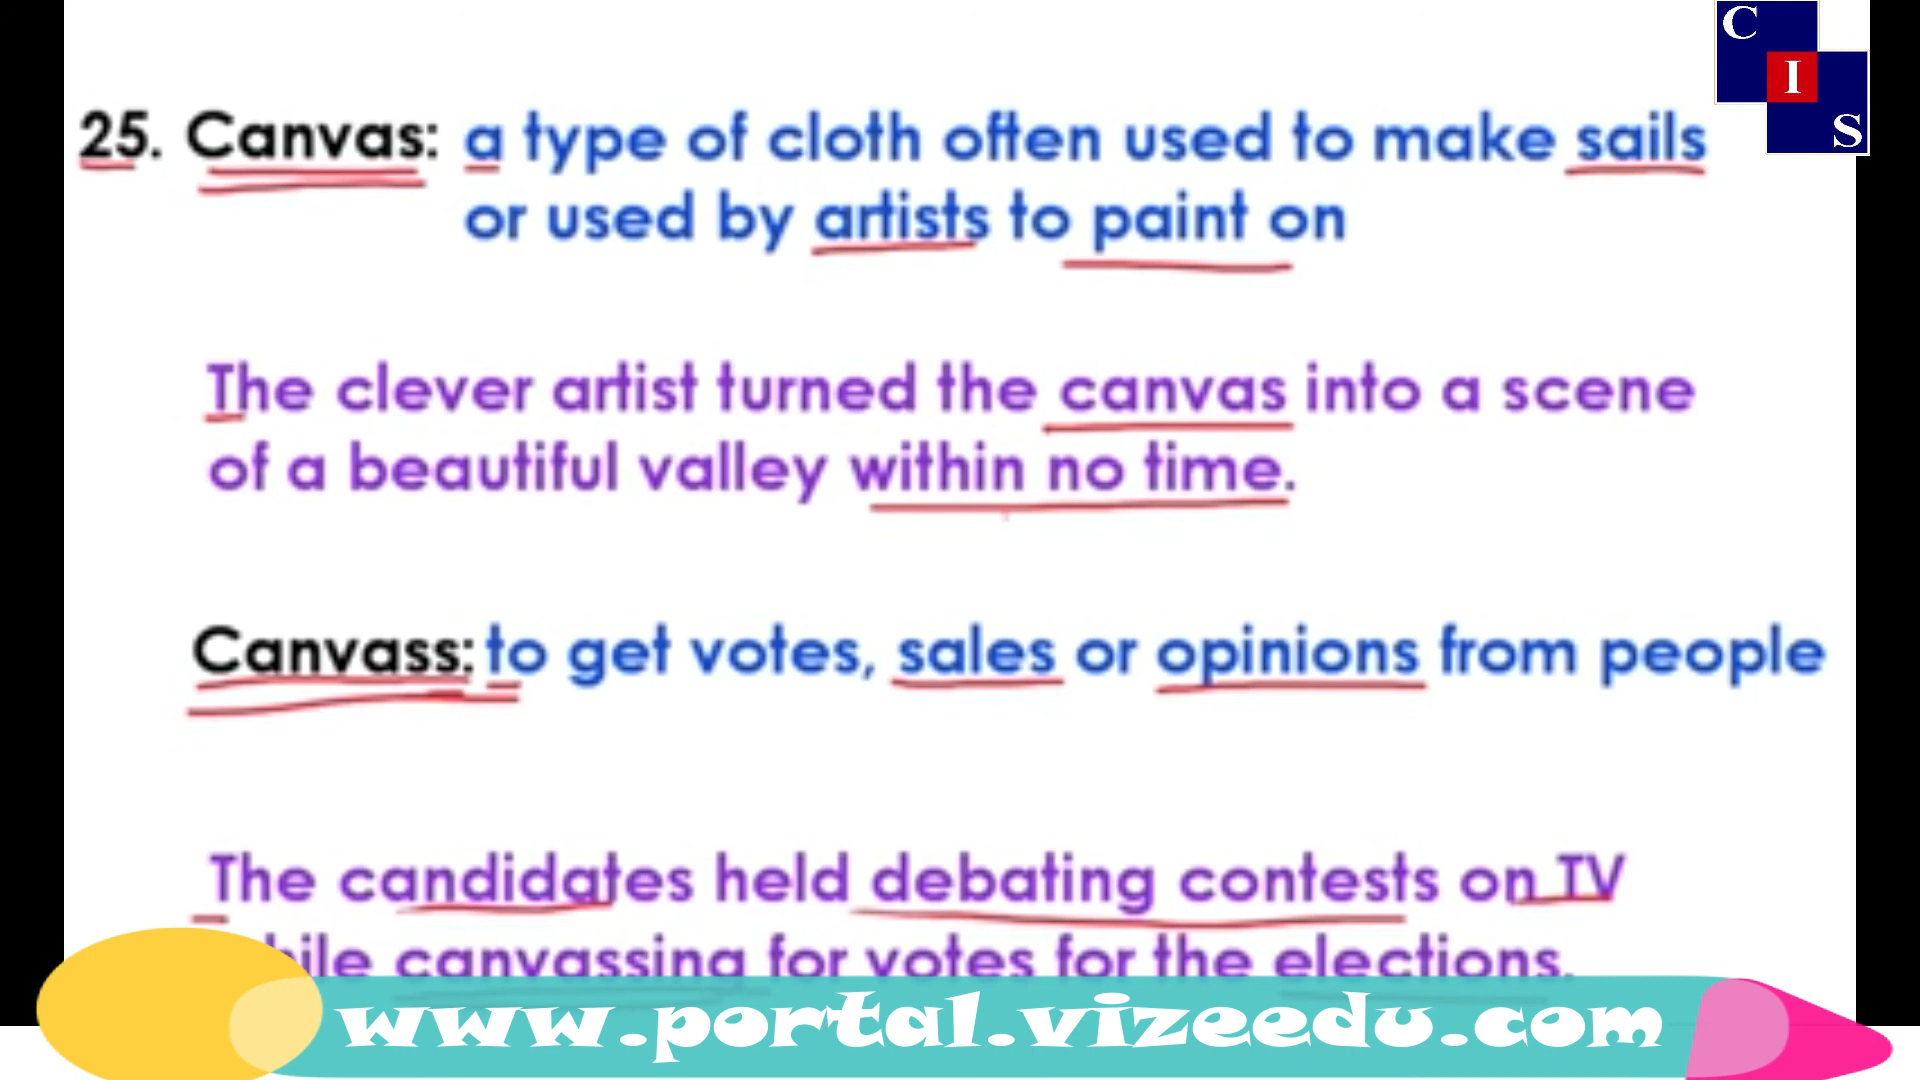 C
I
S
25. Canvas: a type of cloth often used to make sails
or used by artists to paint on
The clever artist turned the canvas into a scene
of a beautiful valley within no time.
Canvass: to get votes, sales or opinions from people
The candidates held debating contests on TV
hile canvassing for votes for the elections.
www.portal.vizeedu.com